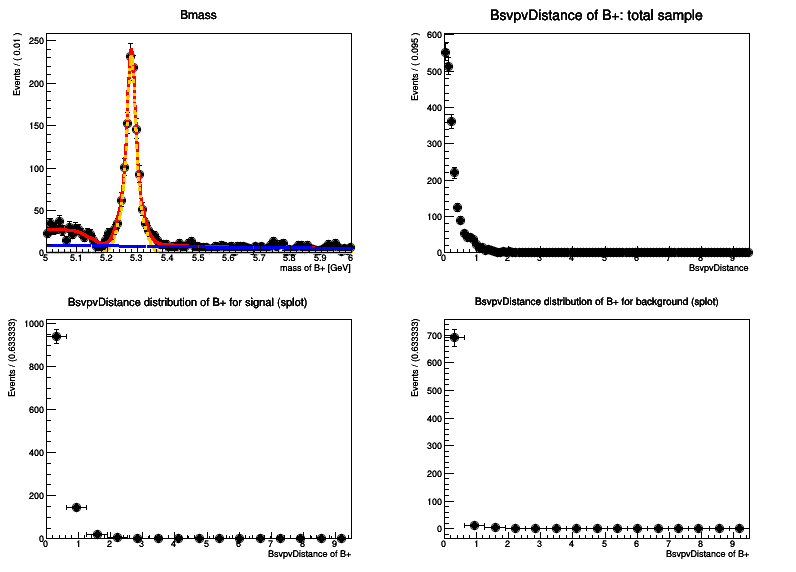 Bmass
Events / ( 0.01 )
250
200
150
100
50
0
5 5.1 5.2 5.3 5.4 5.5 5.6 5.7 5.8 5.9 6
mass of B+ [GeV]
BsvpvDistance of B+: total sample
Events / ( 0.095 )
600
500
400
300
200
100
0
0 1 2 3 4 5 6 7 8 9
BsvpvDistance
BsvpvDistance distribution of B+ for signal (splot)
Events / (0.633333)
1000
800
600
400
200
0
0 1 2 3 4 5 6 7 8 9
BsvpvDistance of B+
BsvpvDistance distribution of B+ for background (splot)
Events / (0.633333)
700
600
500
400
300
200
100
0
0 1 2 3 4 5 6 7 8 9
BsvpvDistance of B+